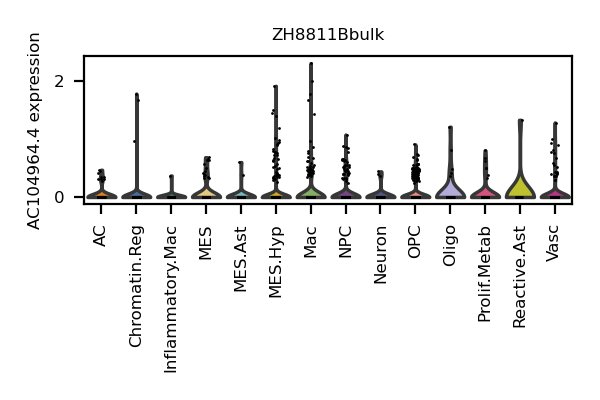 ZH8811Bbulk
AC104964.4 expression
2
0
AC
Chromatin.Reg
Inflammatory.Mac
MES
MES.Ast
MES.Hyp
Mac
NPC
Neuron
OPC
Oligo
Prolif.Metab
Reactive.Ast
Vasc